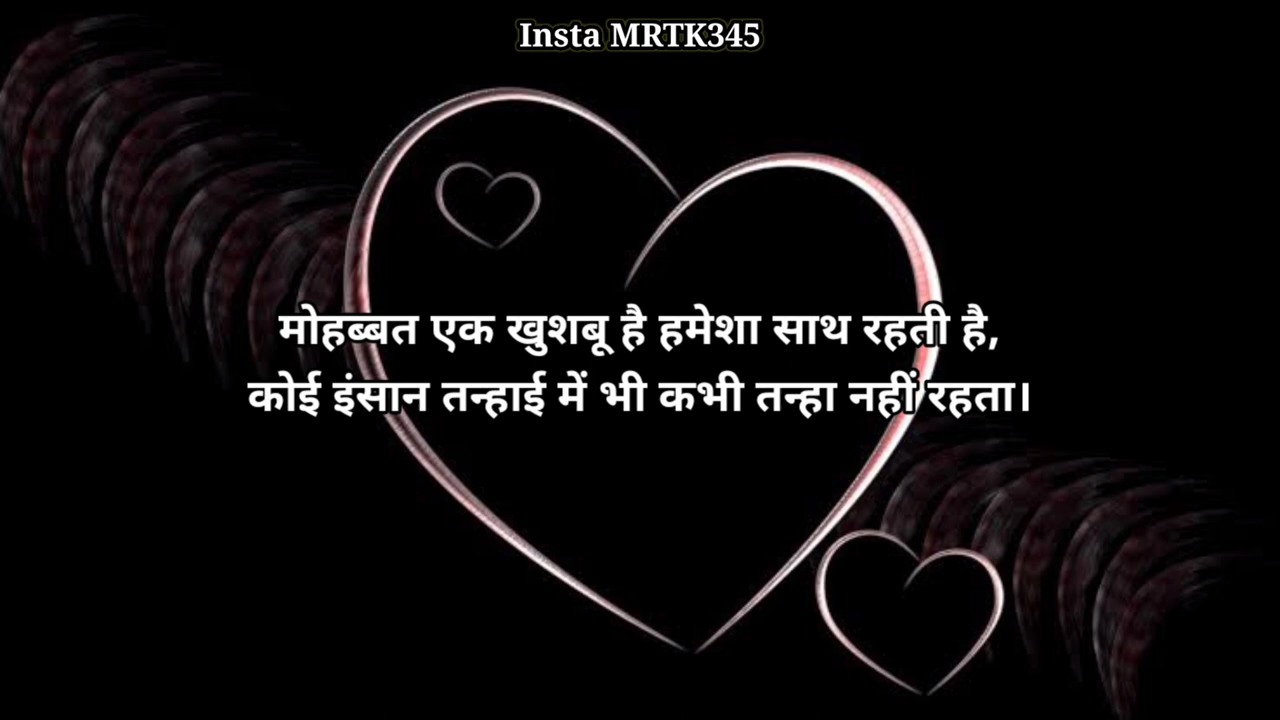 Insta MRTK345
मोहब्बत एक खुशबू है हमेशा साथ रहती है,
कोई इंसान तन्हाई में भी कभी तन्हा नहीं रहता।